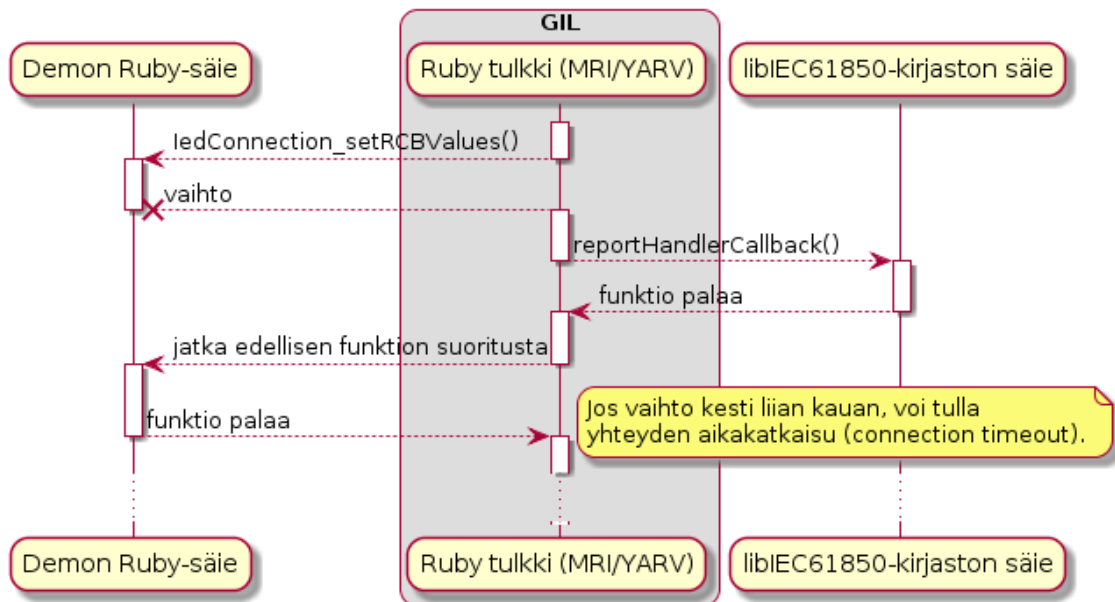 GIL
Demon Ruby-säie
Ruby tulkki (MRI/YARV)
libIEC61850-kirjaston säie
IedConnection_setRCBValues()
vaihto
reportHandlerCallback()
funktio palaa
jatka edellisen funktion suoritusta
Jos vaihto kesti liian kauan, voi tulla
yhteyden aikakatkaisu (connection timeout).
funktio palaa
Demon Ruby-säie
Ruby tulkki (MRI/YARV)
libIEC61850-kirjaston säie